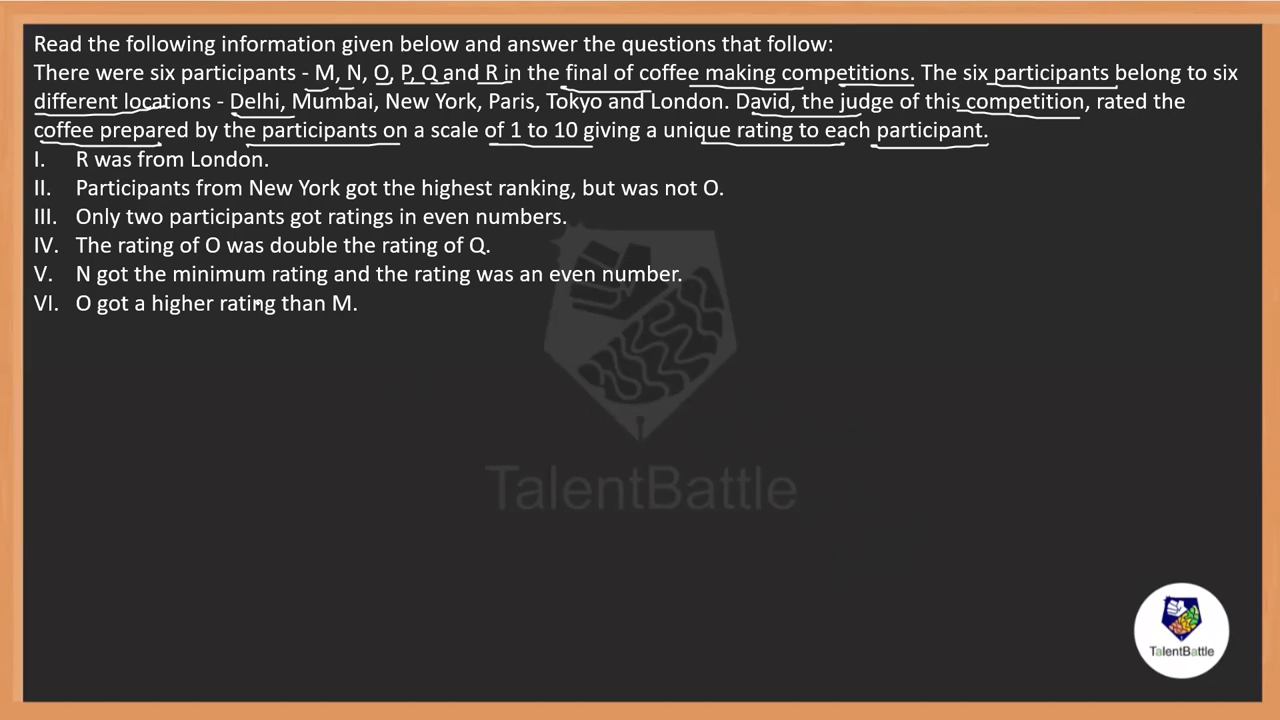 Read the following information given below and answer the questions that follow:
There were six participants - M, N, O, P, Q and R in the final of coffee making competitions. The six participants belong to six
different locations - Delhi, Mumbai, New York, Paris, Tokyo and London. David, the judge of this competition, rated the
coffee prepared by the participants on a scale of 1 to 10 giving a unique rating to each participant.
I. R was from London.
II. Participants from New York got the highest ranking, but was not O.
III. Only two participants got ratings in even numbers.
IV. The rating of O was double the rating of Q.
V. N got the minimum rating and the rating was an even number.
VI. O got a higher rating than M.
TalentBattle
TalentBattle